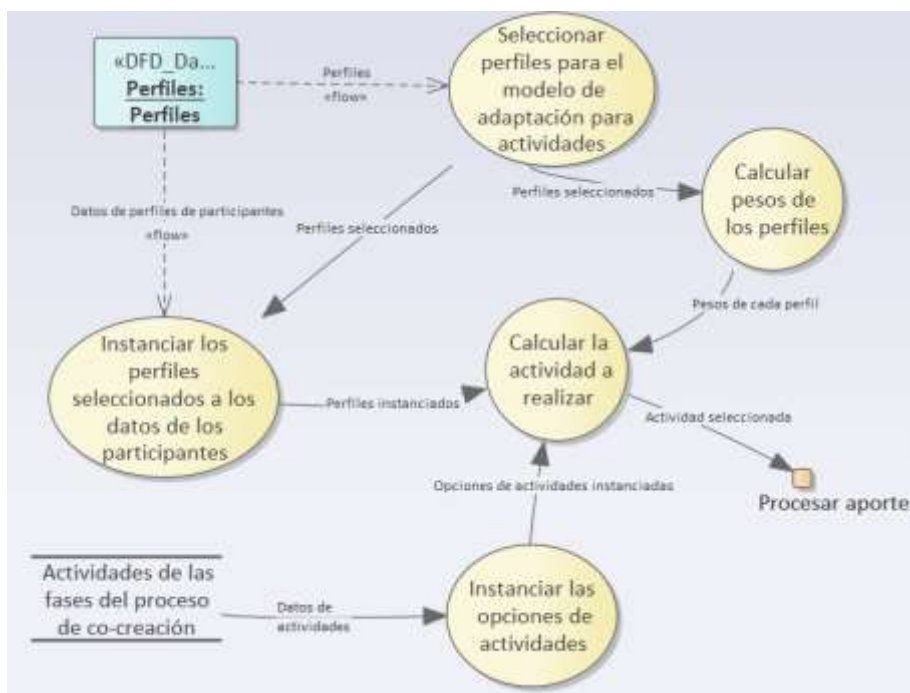 «DFD_Da...
Perfiles:
Perfiles
Perfiles
«flow»
Seleccionar
perfiles para el
modelo de
adaptación para
actividades
Perfiles seleccionados
Calcular
pesos de
los perfiles
Datos de perfiles de participantes
«flow»
Perfiles seleccionados
Pesos de cada perfil
Instanciar los
perfiles
seleccionados a los
datos de los
participantes
Perfiles instanciados
Calcular la
actividad a
realizar
Actividad seleccionada
Procesar aporte
Opciones de actividades instanciadas
Actividades de las
fases del proceso
de co-creación
Datos de
actividades
Instanciar las
opciones de
actividades